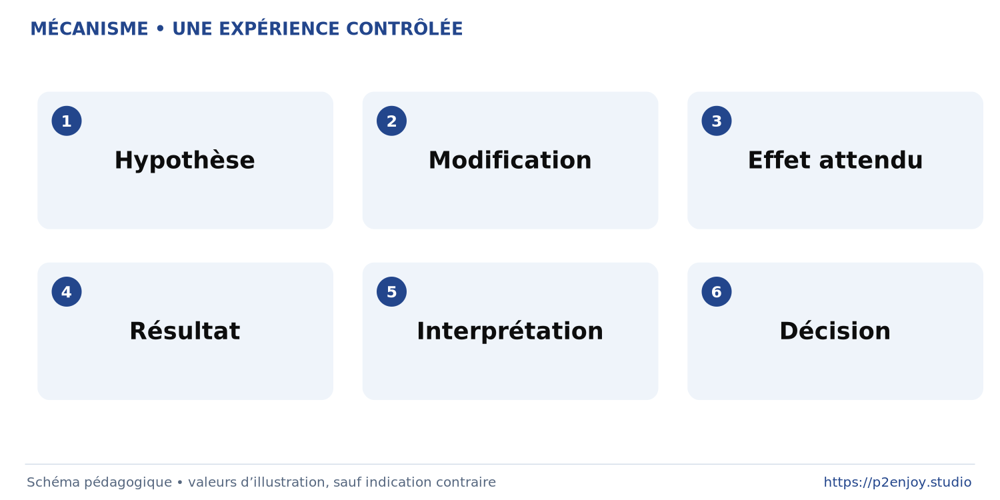 MÉCANISME • UNE EXPÉRIENCE CONTRÔLÉE
1
Hypothèse
2
Modification
3
Effet attendu
4
Résultat
5
Interprétation
6
Décision
Schéma pédagogique • valeurs d’illustration, sauf indication contraire
https://p2enjoy.studio